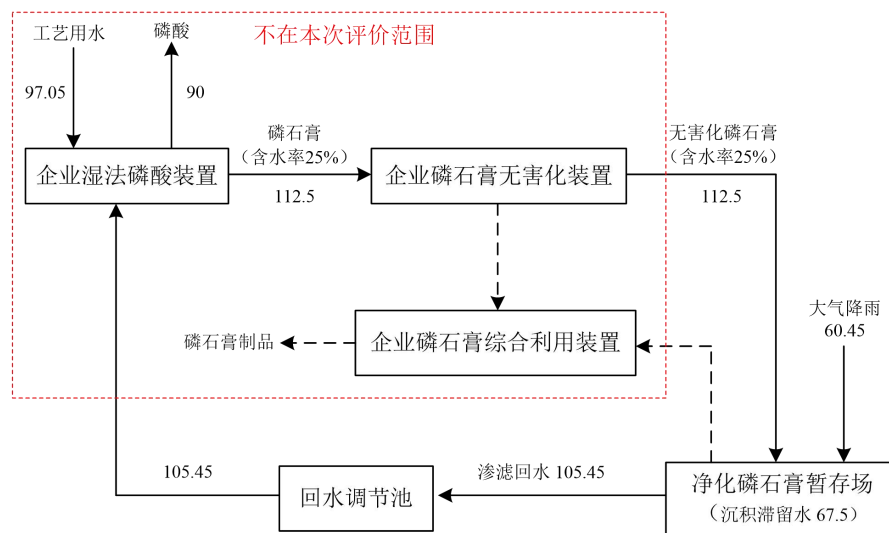 不在本次评价范围
工艺用水
磷酸
97.05
90
磷石膏
（含水率25%）
112.5
无害化磷石膏
（含水率25%）
112.5
企业湿法磷酸装置
企业磷石膏无害化装置
大气降雨
60.45
磷石膏制品
企业磷石膏综合利用装置
105.45
回水调节池
渗滤回水 105.45
净化磷石膏暂存场
（沉积滞留水 67.5）